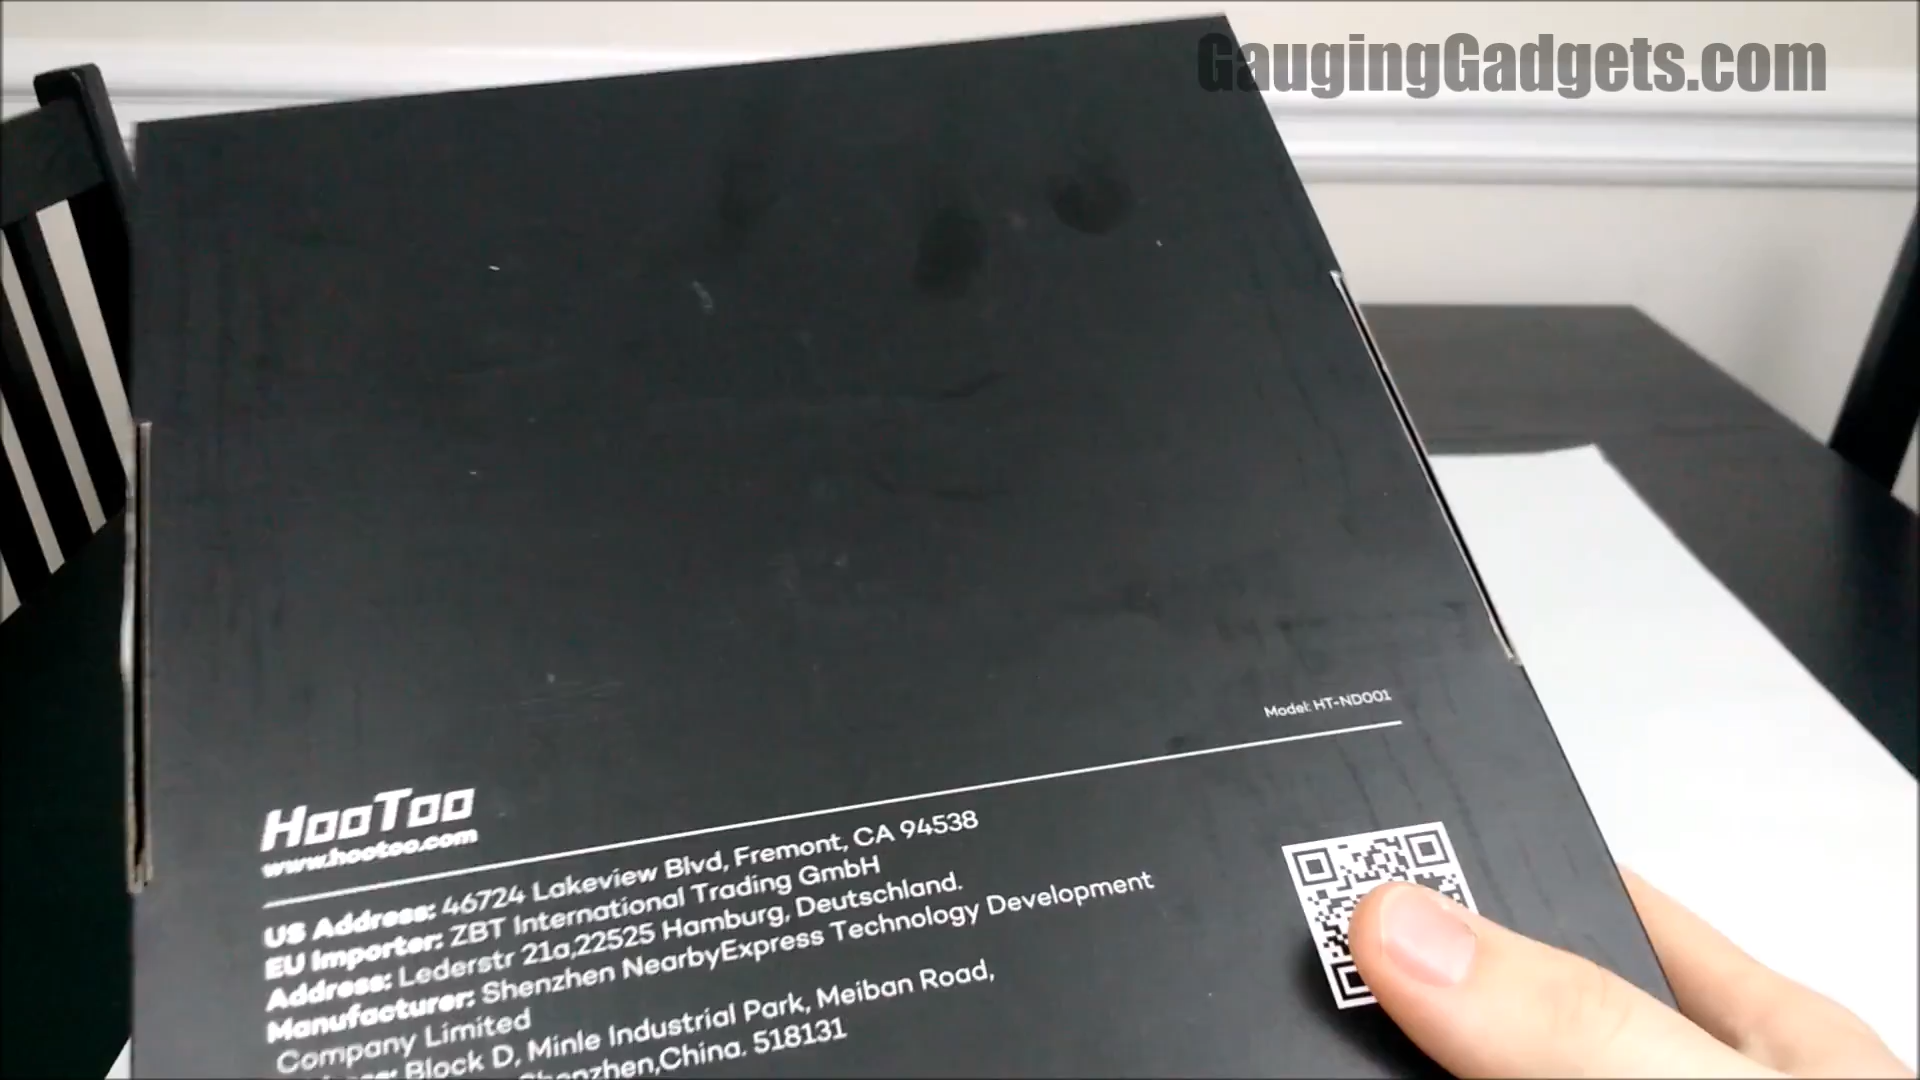 GaugingGadgets.com
Model: HT-ND001
HooToo
www.hootoo.com
US Address: 46724 Lakeview Blvd, Fremont, CA 94538
EU Importer: ZBT International Trading GmbH
Address: Lederstr 21a,22525 Hamburg, Deutschland.
Manufacturer: Shenzhen NearbyExpress Technology Development
Company Limited
Block D, Minle Industrial Park, Meiban Road,
China. 518131